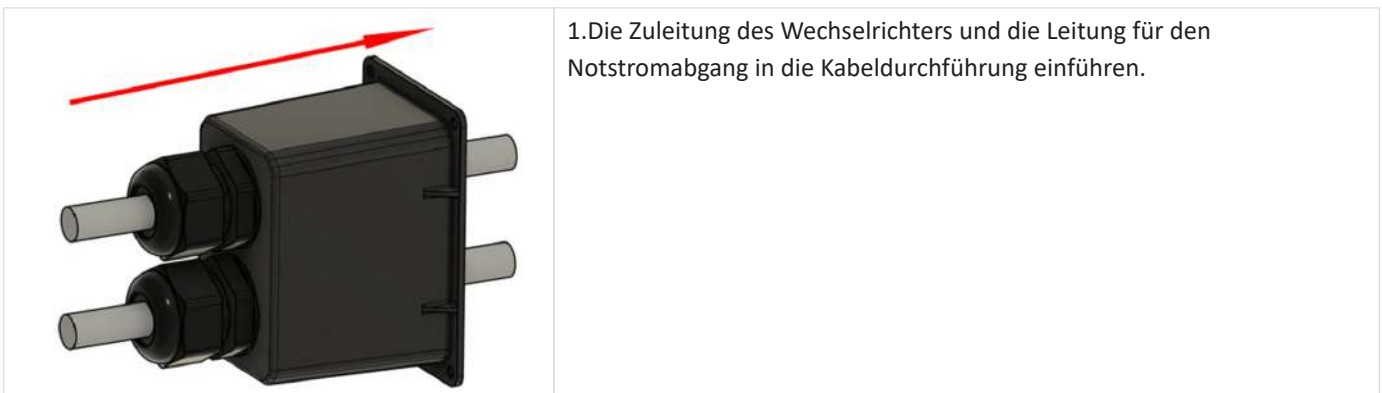 1.Die Zuleitung des Wechselrichters und die Leitung für den
Notstromabgang in die Kabeldurchführung einführen.